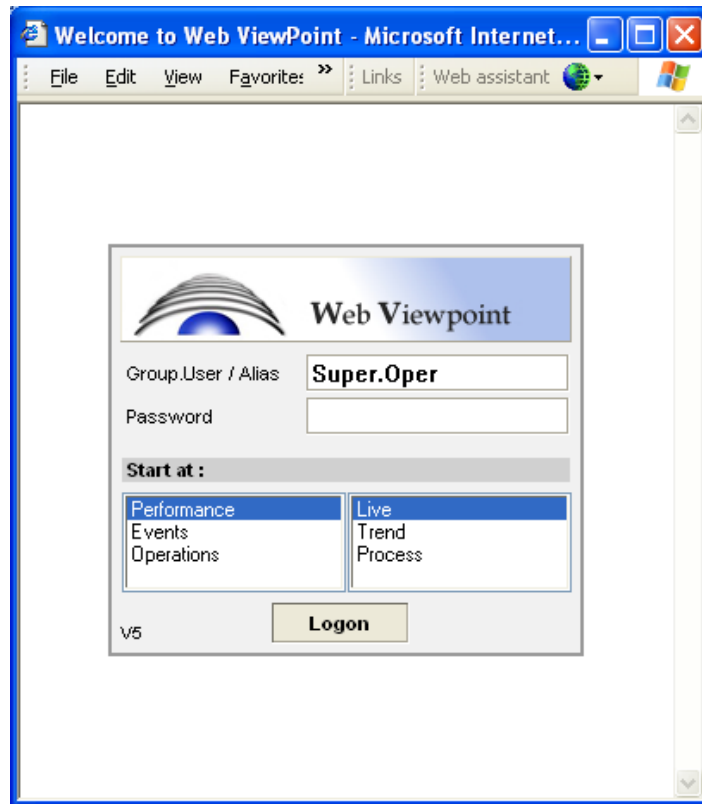 Welcome to Web ViewPoint - Microsoft Internet...
File Edit View Favorites » Links Web assistant
Web Viewpoint
Group.User / Alias Super.Oper
Password
Start at :
Performance Live
Events Trend
Operations Process
V5 Logon